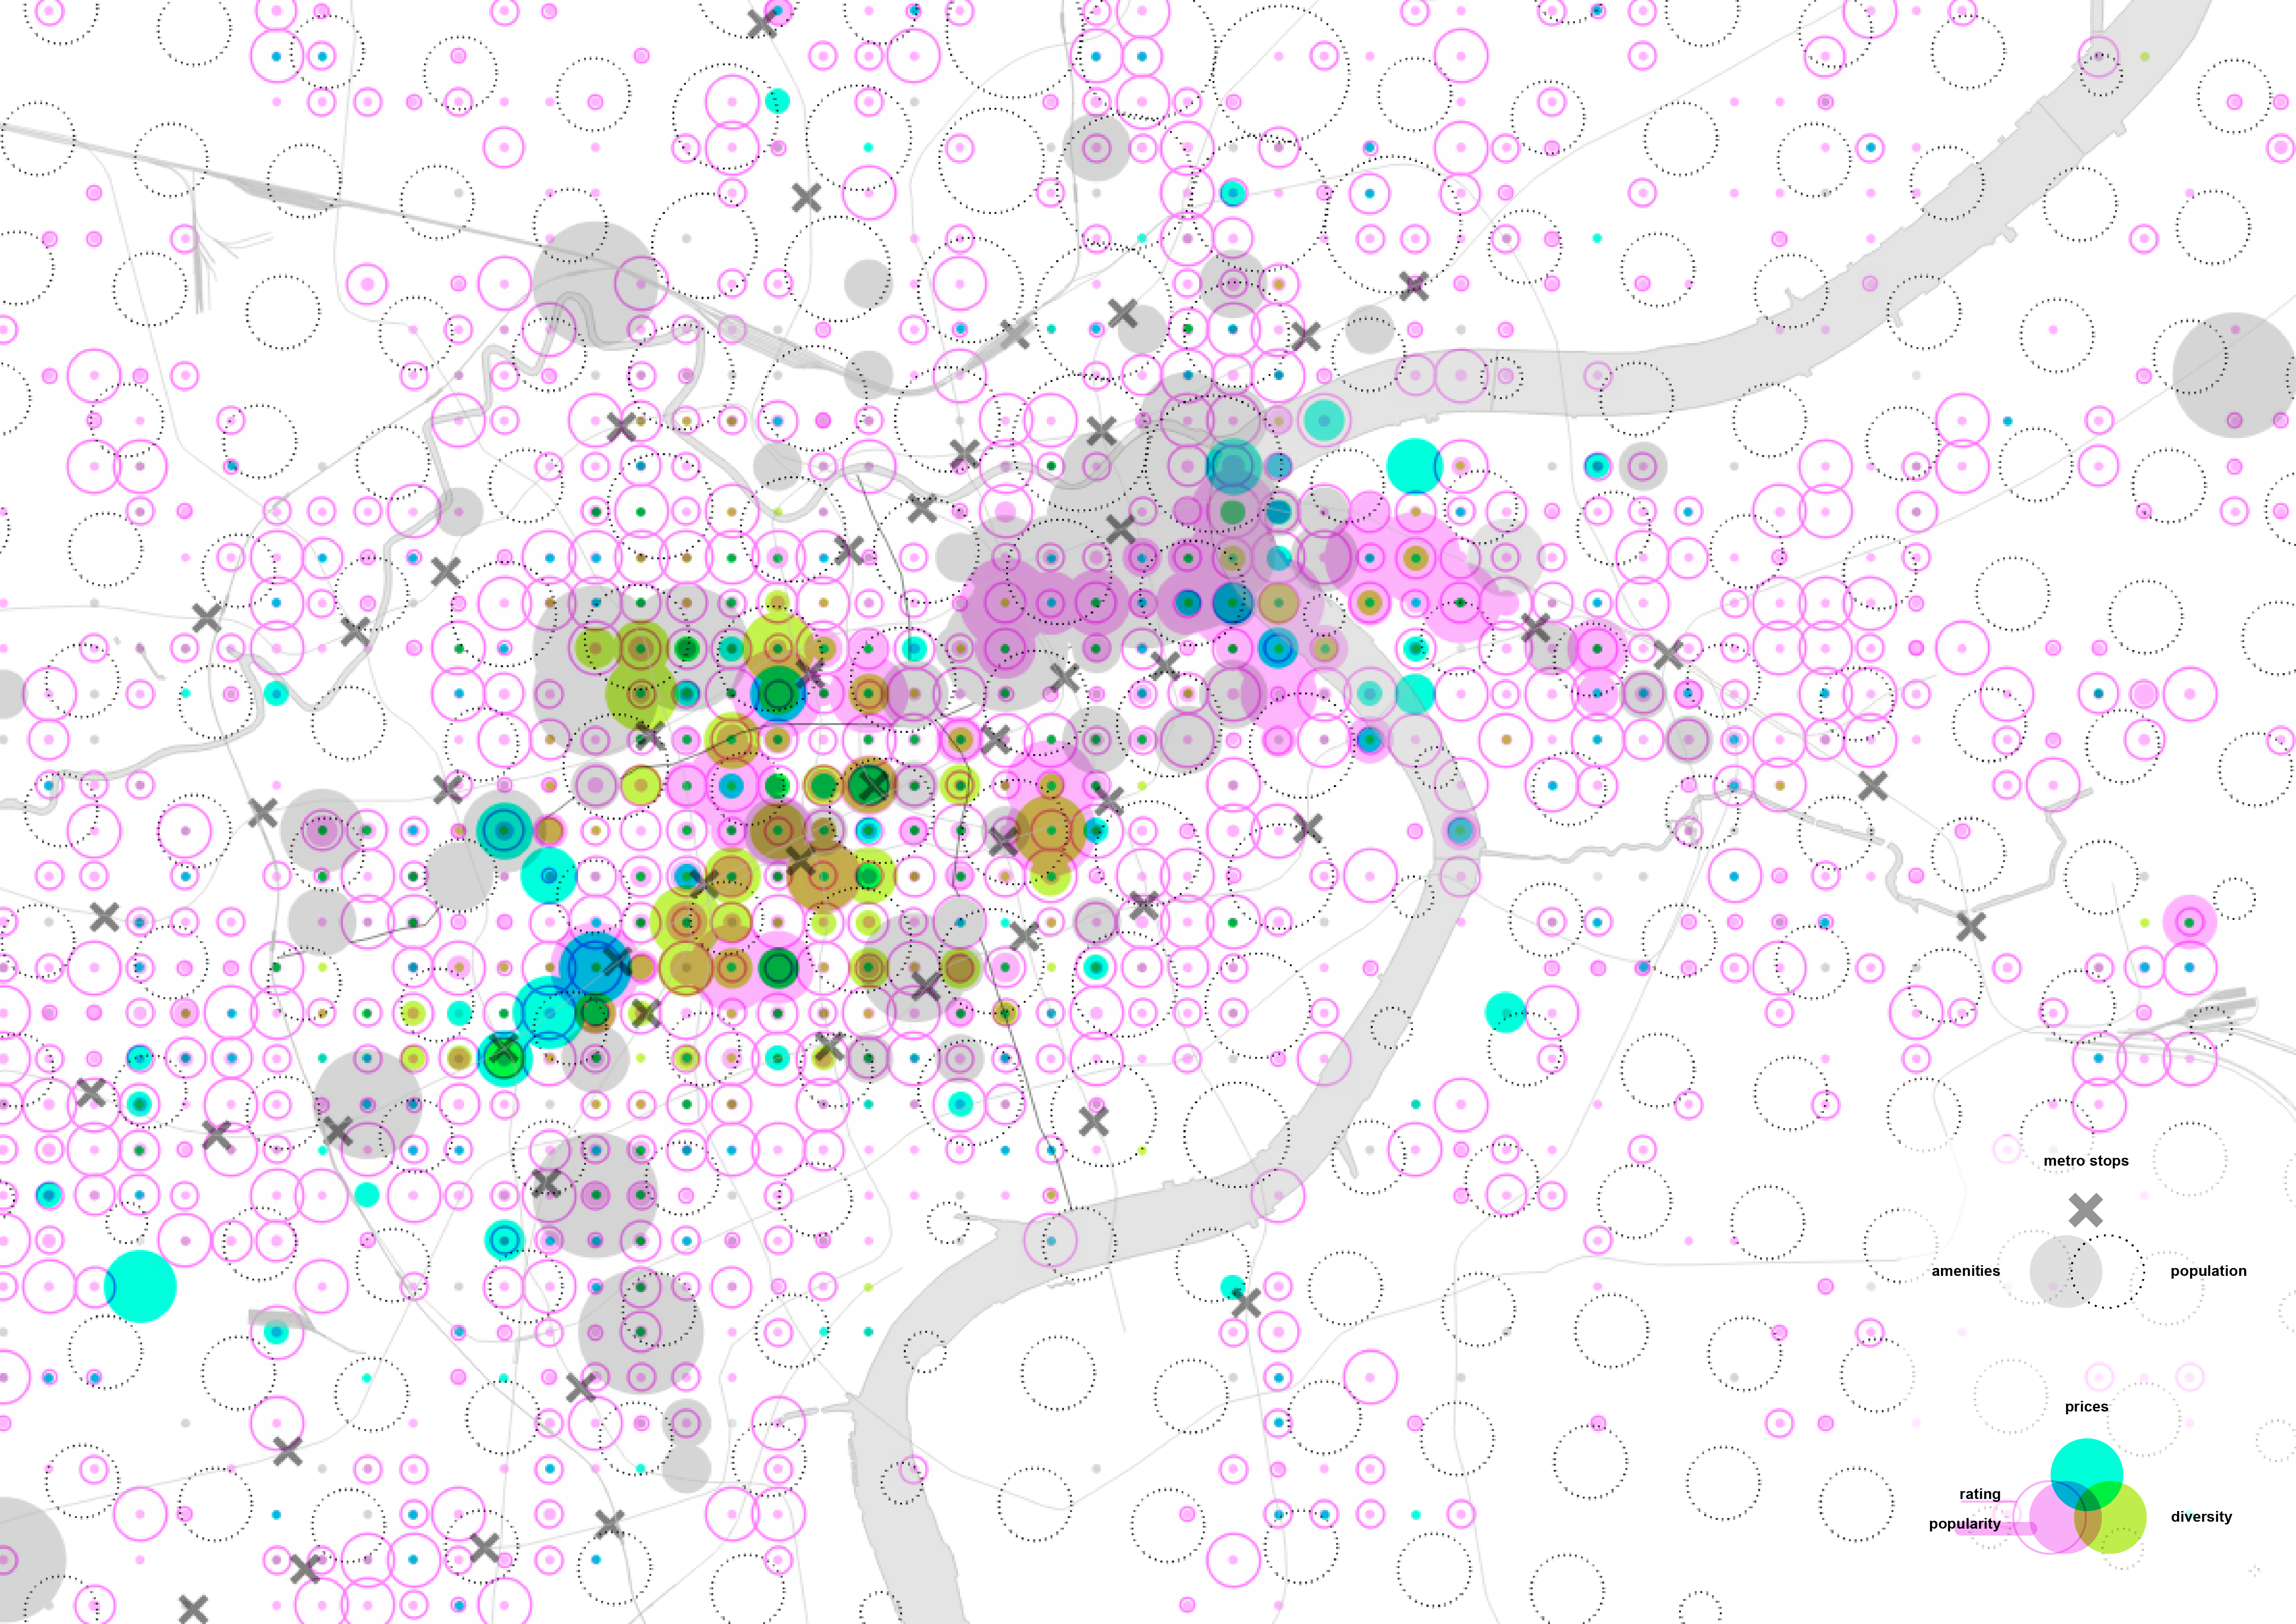 metro stops
amenities
population
prices
rating
popularity
diversity